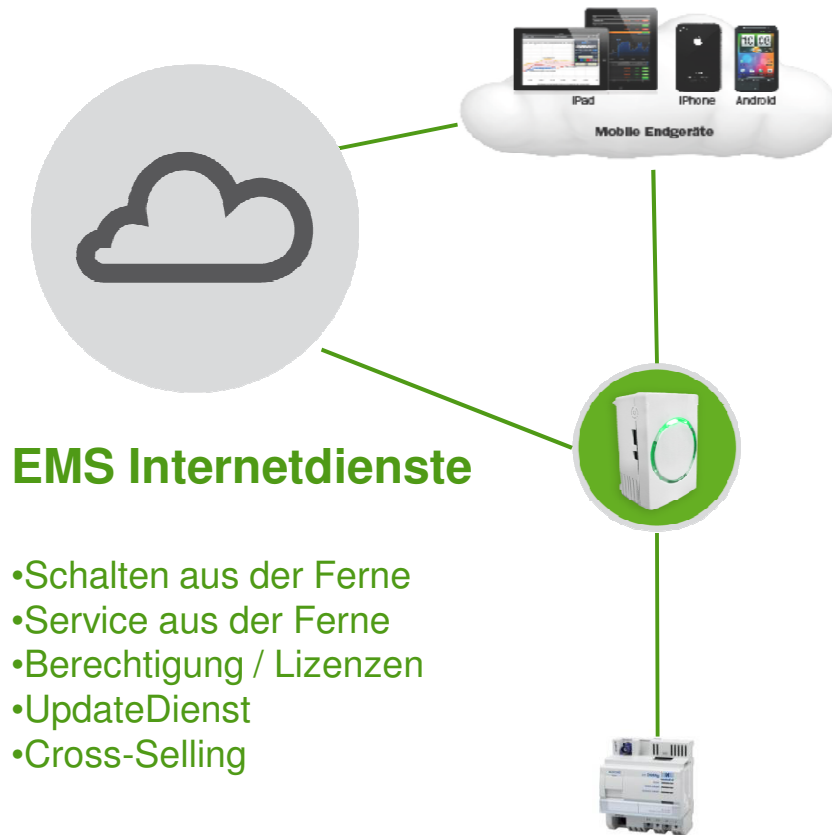 iPad
iPhone
Android
Mobile Endgeräte
EMS Internetdienste
•Schalten aus der Ferne
•Service aus der Ferne
•Berechtigung / Lizenzen
•UpdateDienst
•Cross-Selling